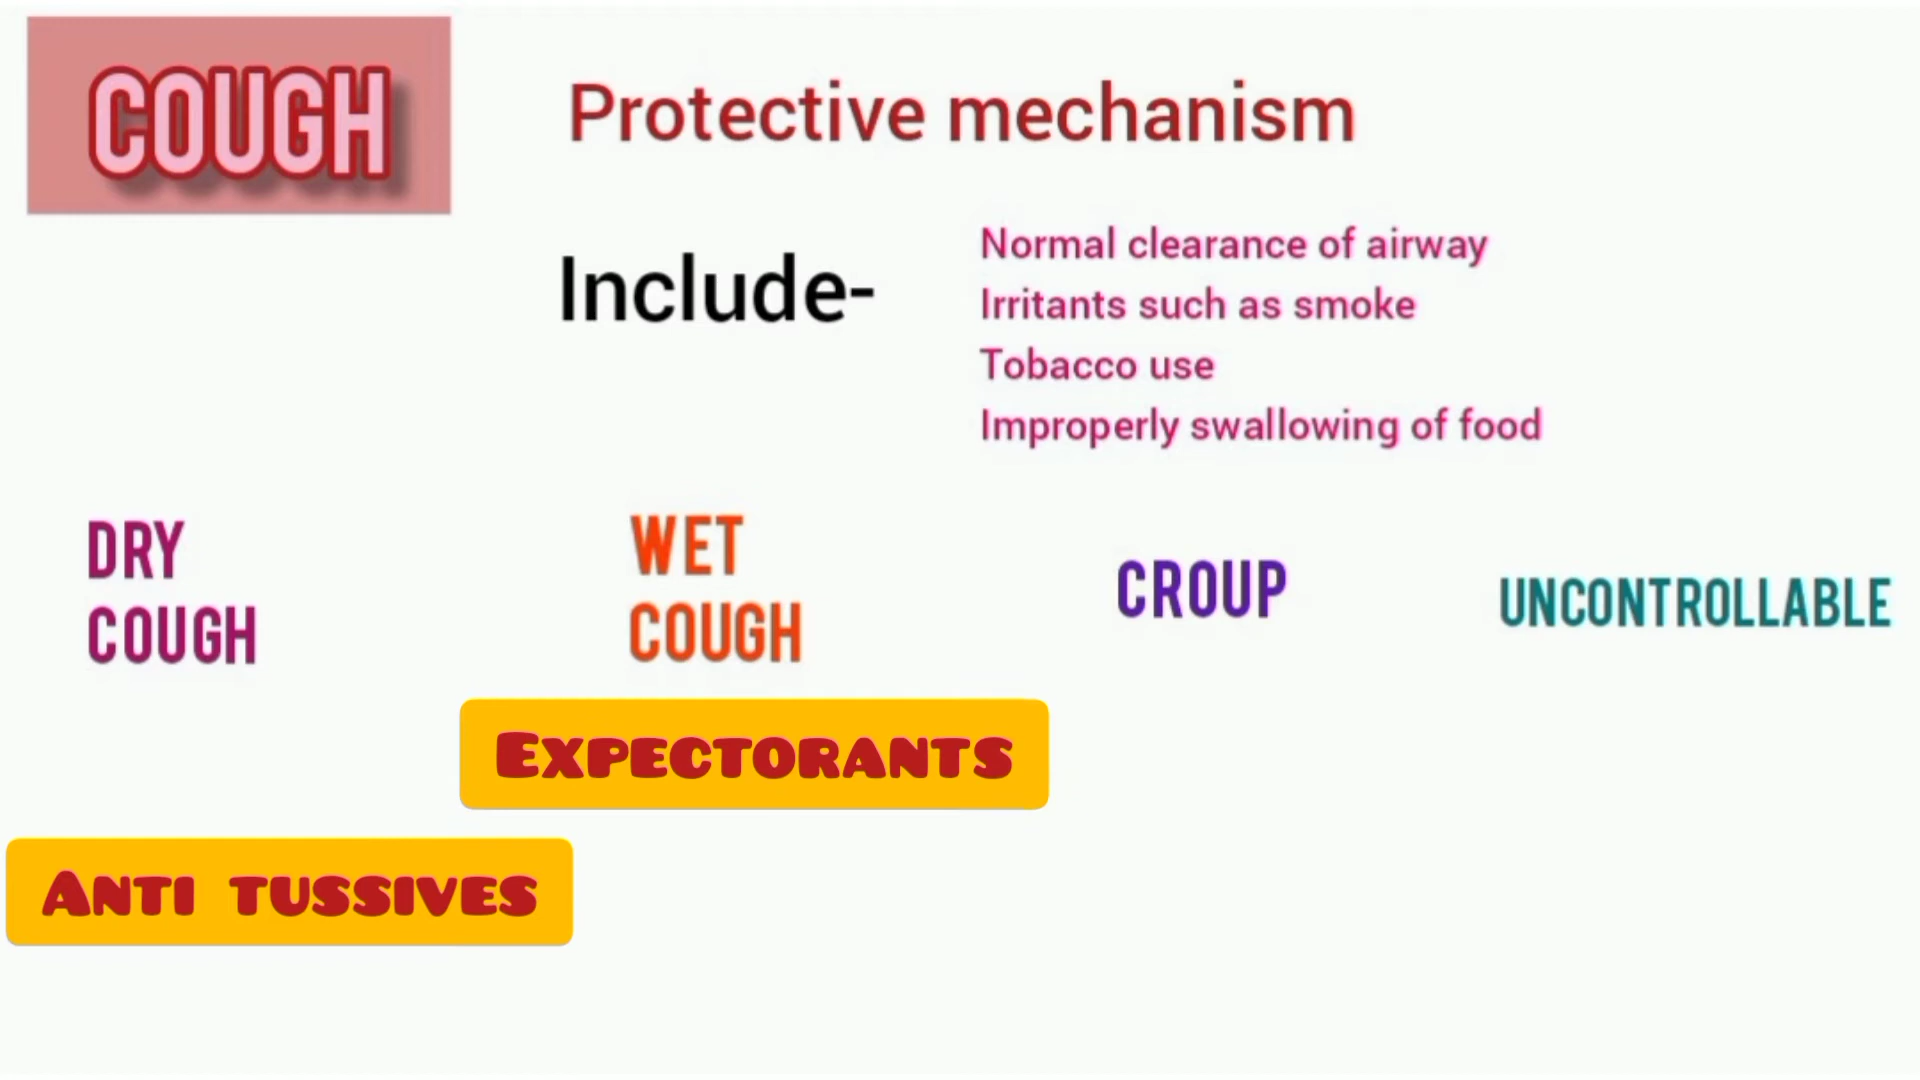 COUGH
Protective mechanism
Include-
Normal clearance of airway
Irritants such as smoke
Tobacco use
Improperly swallowing of food
DRY
COUGH
WET
COUGH
CROUP
UNCONTROLLABLE
EXPECTORANTS
ANTI TUSSIVES